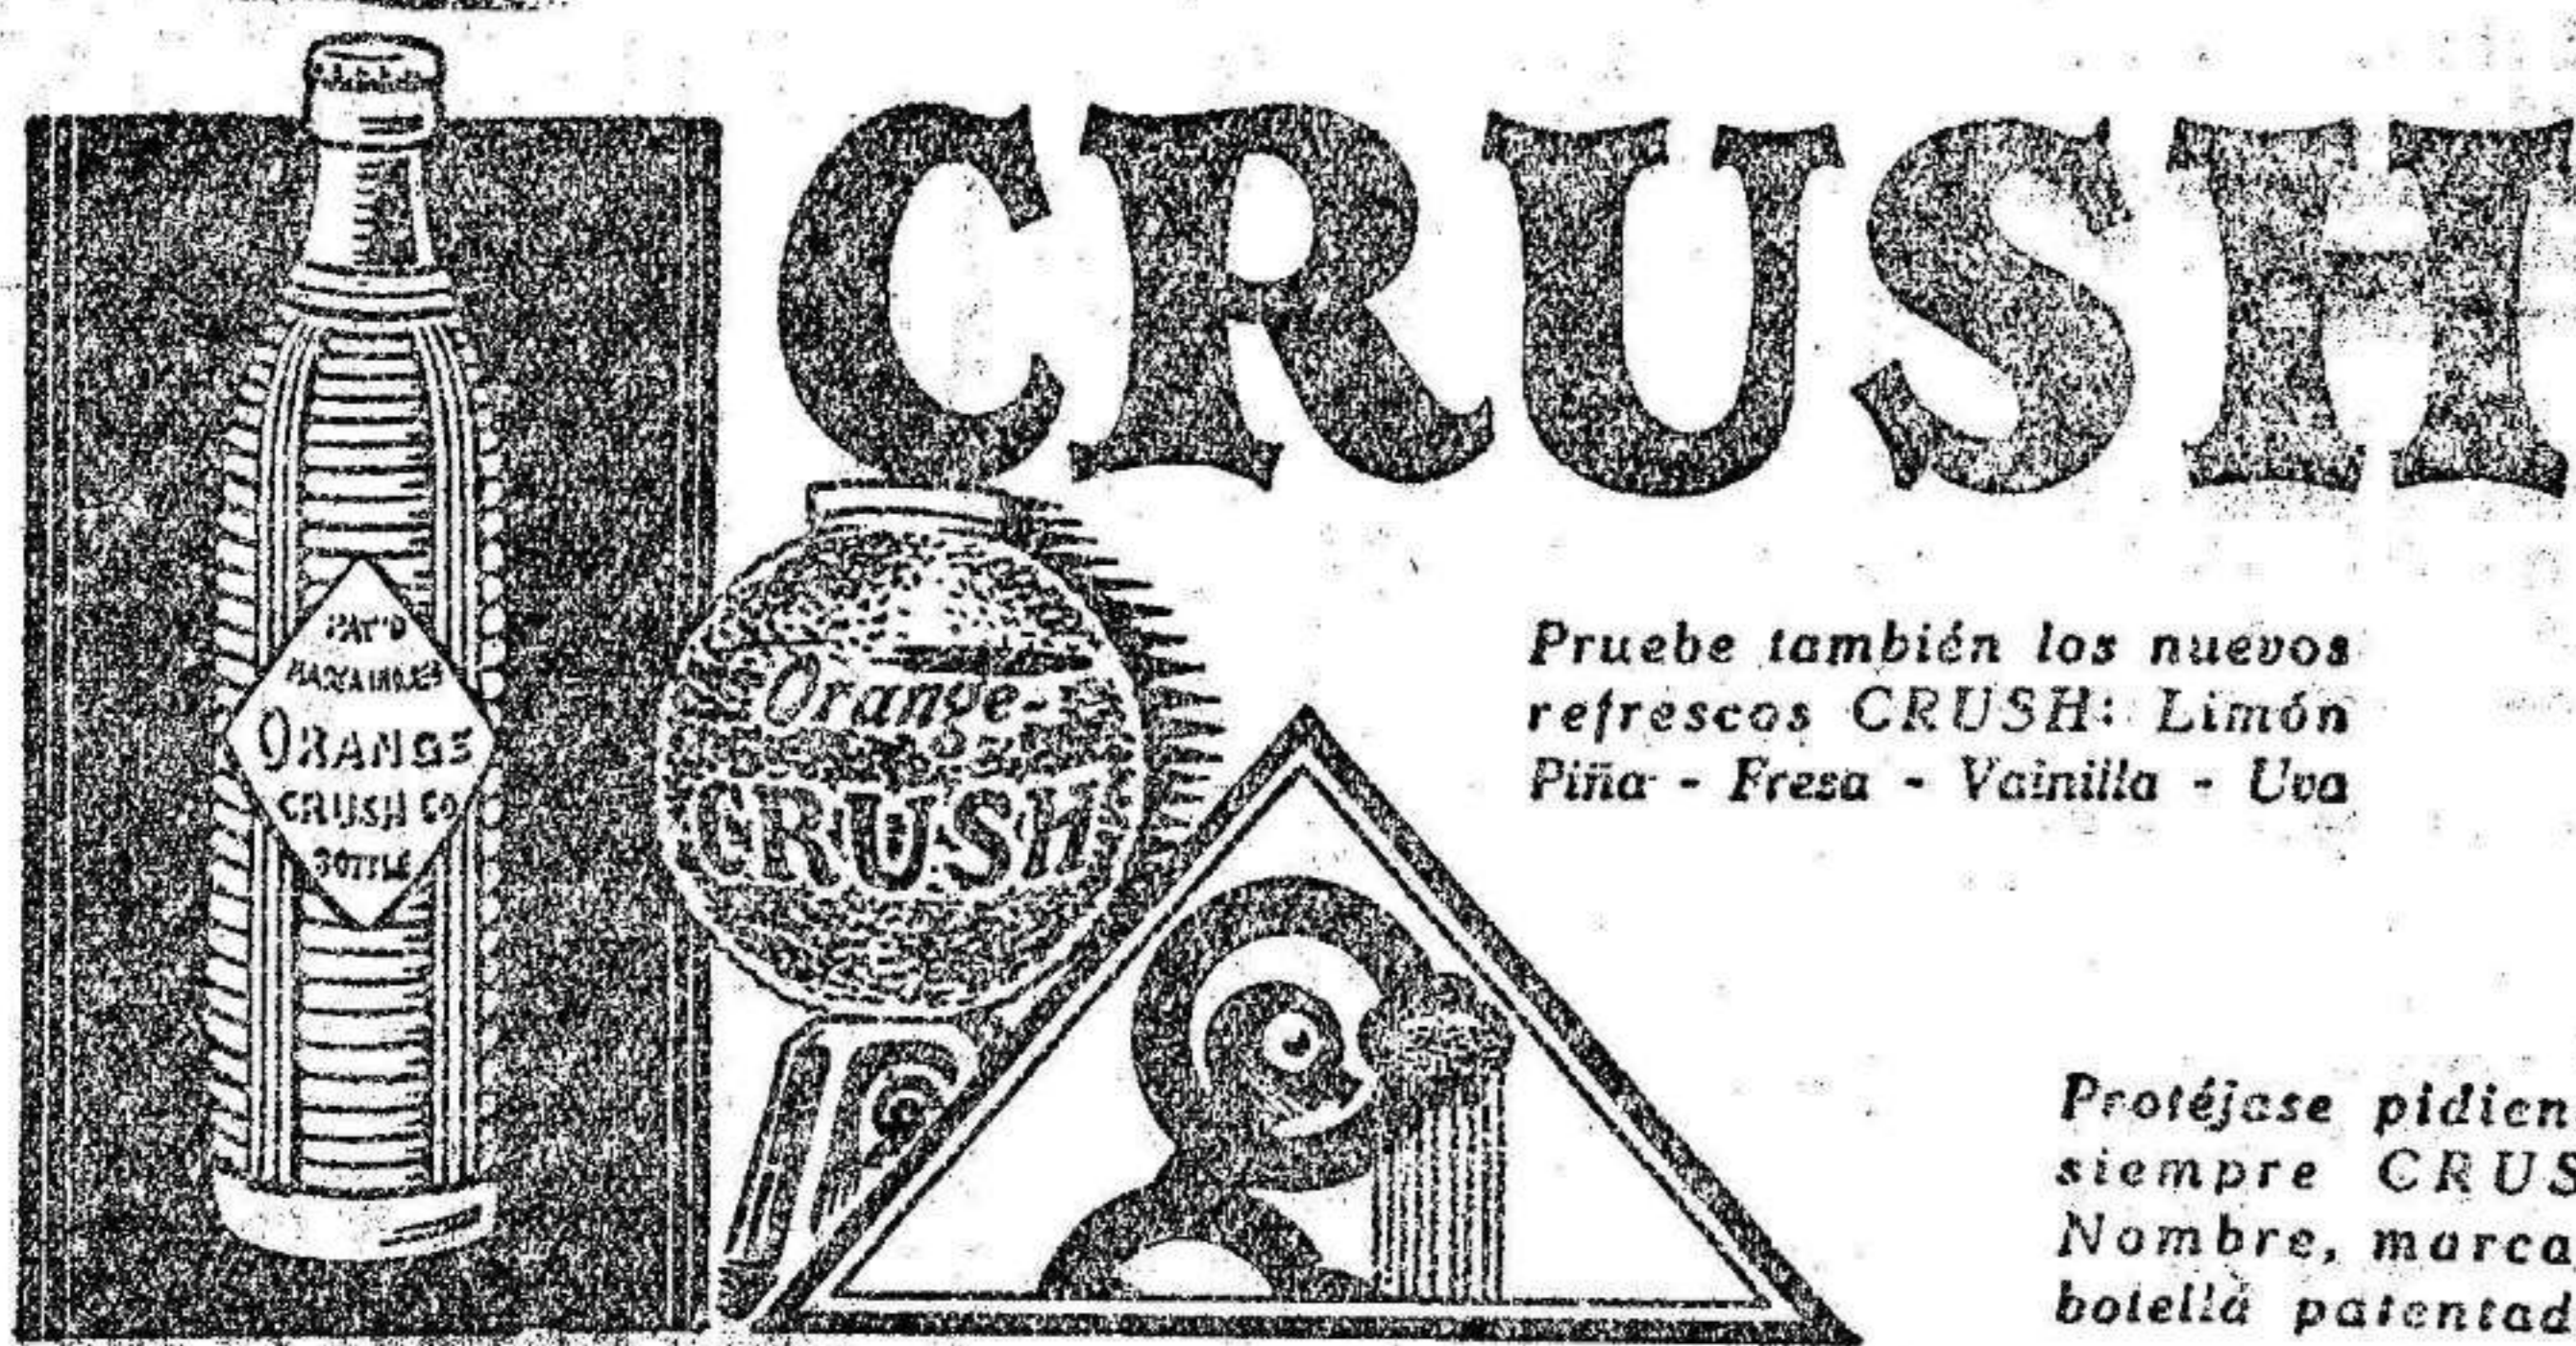 CRUSH
PAT'D
ORANGE
CRUSH CO
BOTTLE
Orange-
CRUSH
Pruebe también los nuevos
refrescos CRUSH: Limón
Piña - Fresa - Vainilla - Uva
Protéjase pidien
siempre CRUS
Nombre, marca,
botella patentad